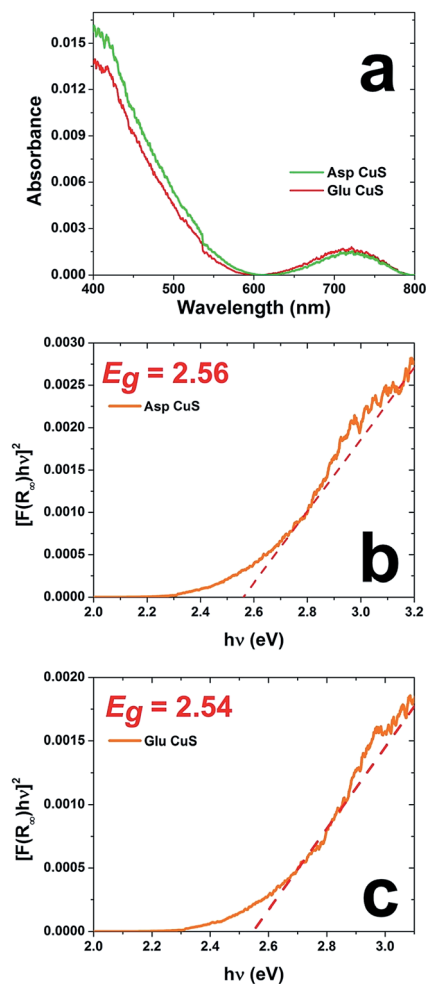 a
0.015
0.012
0.009
0.006
0.003
0.000
Absorbance
Asp CuS
Glu CuS
400 500 600 700 800
Wavelength (nm)
b
Eg = 2.56
Asp CuS
0.0030
0.0025
0.0020
0.0015
0.0010
0.0005
0.0000
[F(R∞)hν]²
2.0 2.2 2.4 2.6 2.8 3.0 3.2
hν (eV)
c
Eg = 2.54
Glu CuS
0.0020
0.0015
0.0010
0.0005
0.0000
[F(R∞)hν]²
2.0 2.2 2.4 2.6 2.8 3.0
hν (eV)